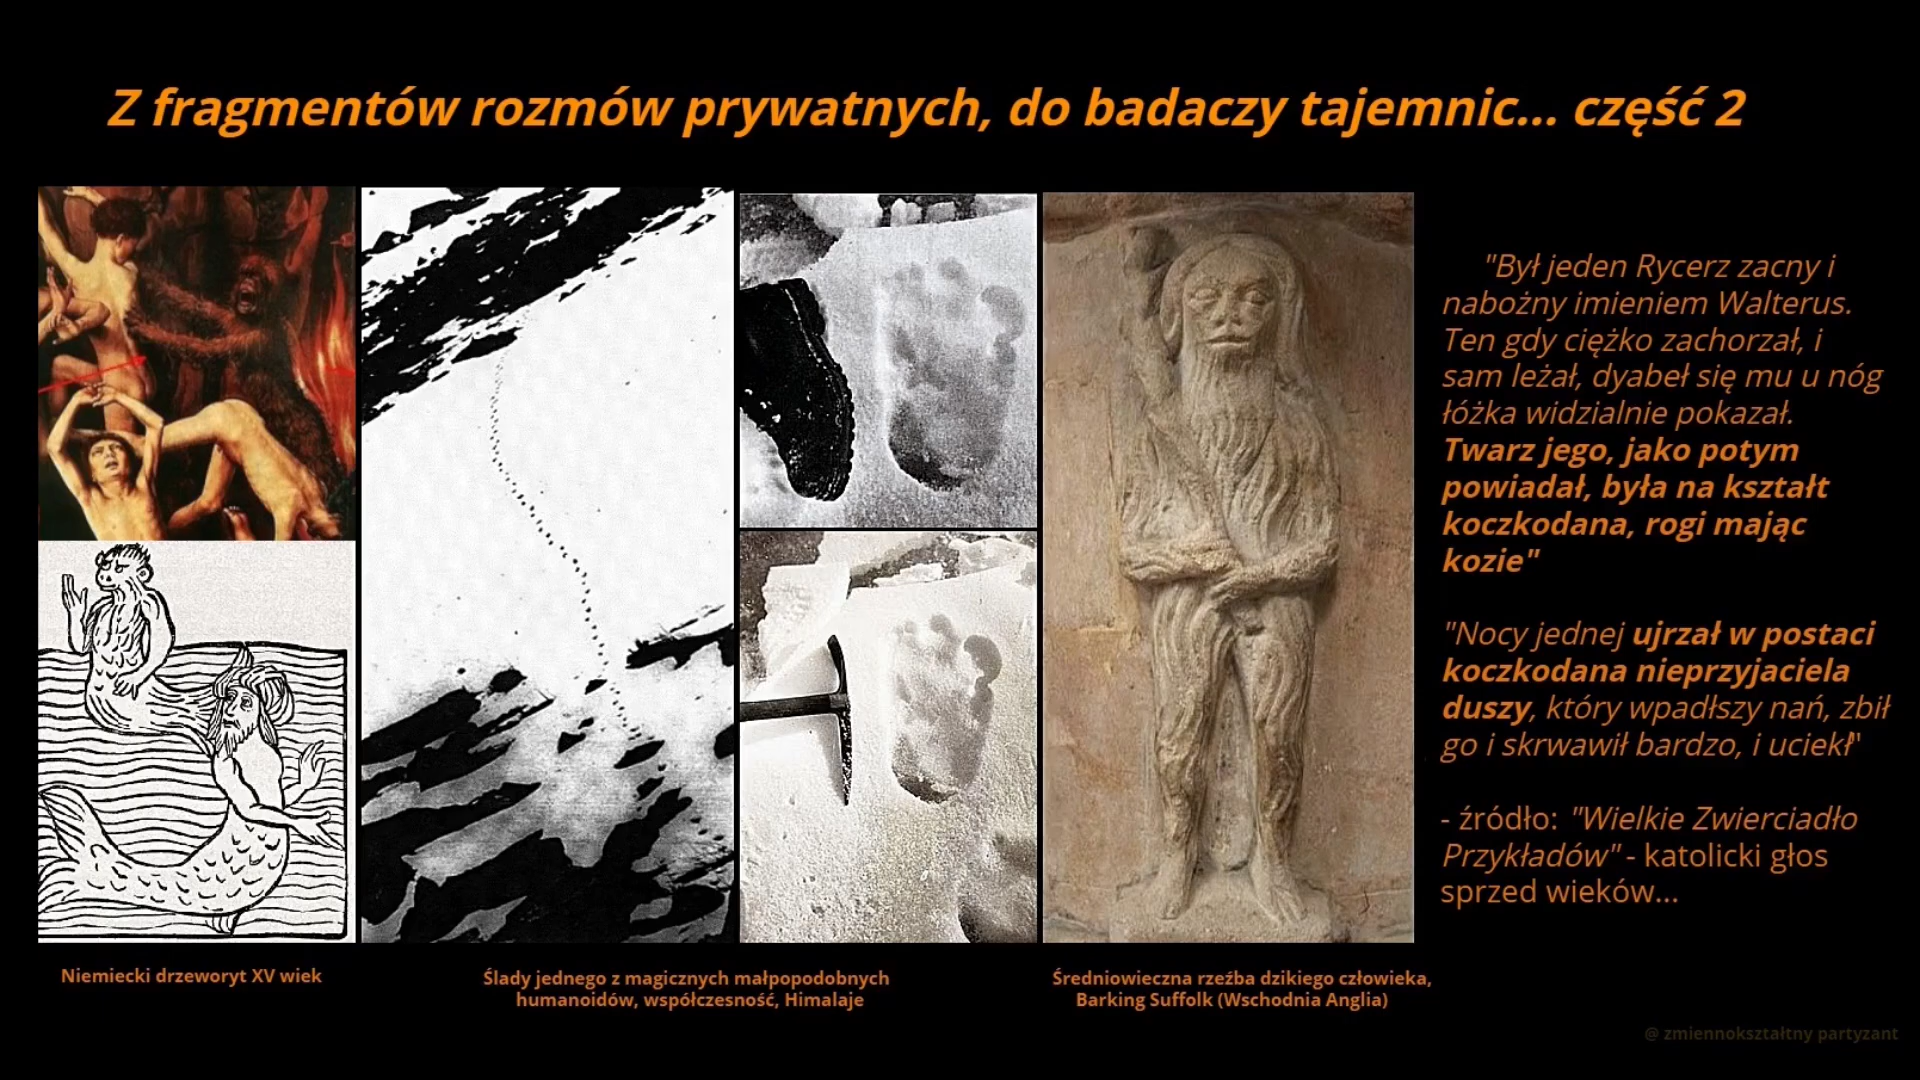 Z fragmentów rozmów prywatnych, do badaczy tajemnic... część 2
"Był jeden Rycerz zacny i
nabożny imieniem Walterus.
Ten gdy ciężko zachorzał, i
sam leżał, dyabeł się mu u nóg
łóżka widzialnie pokazał.
Twarz jego, jako potym
powiadał, była na kształt
koczkodana, rogi mając
kozie"
"Nocy jednej ujrzał w postaci
koczkodana nieprzyjaciela
duszy, który wpadłszy nań, zbił
go i skrwawił bardzo, i uciekł"
- źródło: "Wielkie Zwierciadło
Przykładów" - katolicki głos
sprzed wieków...
Niemiecki drzeworyt XV wiek
Ślady jednego z magicznych małpopodobnych
humanoidów, współczesność, Himalaje
Średniowieczna rzeźba dzikiego człowieka,
Barking Suffolk (Wschodnia Anglia)
@ zmiennokształtny partyzant